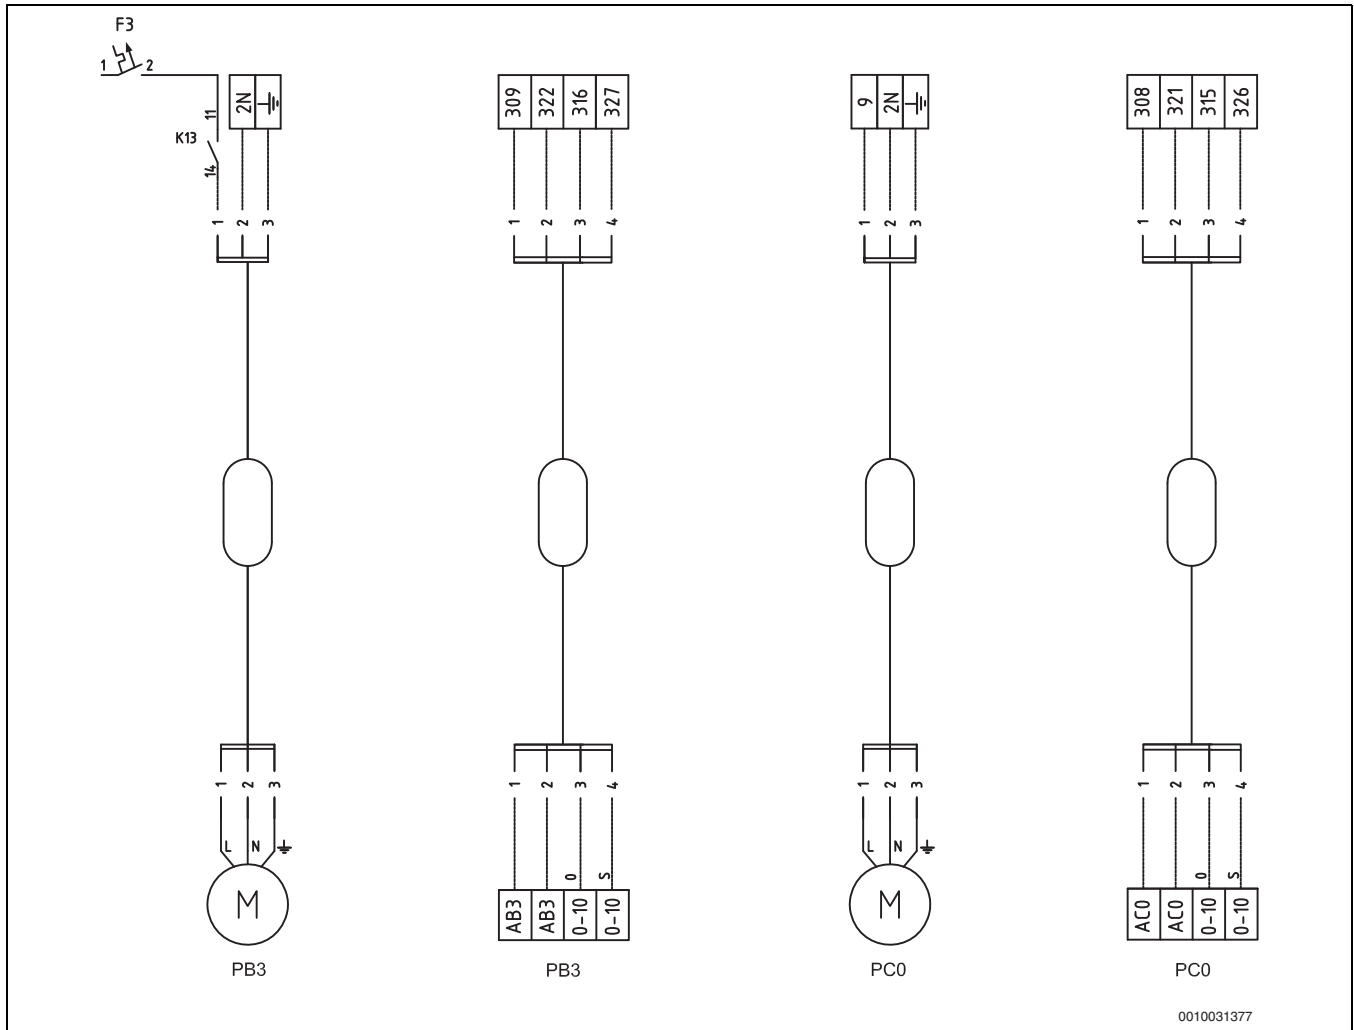 F3
1 2
11
K13
14
2N
309 322 316 327
9 2N
308 321 315 326
1 2 3
1 2 3 4
1 2 3
1 2 3 4
1 2 3
1 2 3 4
1 2 3
1 2 3 4
L N
0 S
L N
0 S
M
AB3 AB3 0-10 0-10
M
AC0 AC0 0-10 0-10
PB3
PB3
PC0
PC0
0010031377